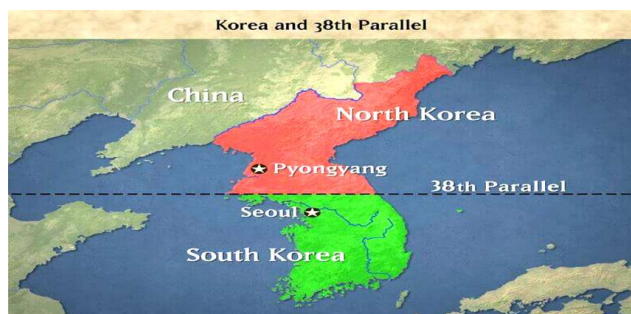 Korea and 38th Parallel
China
North Korea
Pyongyang
38th Parallel
Seoul
South Korea